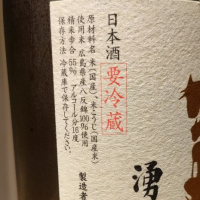 日本酒
要冷蔵
原材料名 米(国産)、米こうじ(国産米)
使用米 広島県産八反錦100%使用
精米歩合 55% アルコール分16度
保存方法 冷蔵庫で保存してください。
製造者
湧